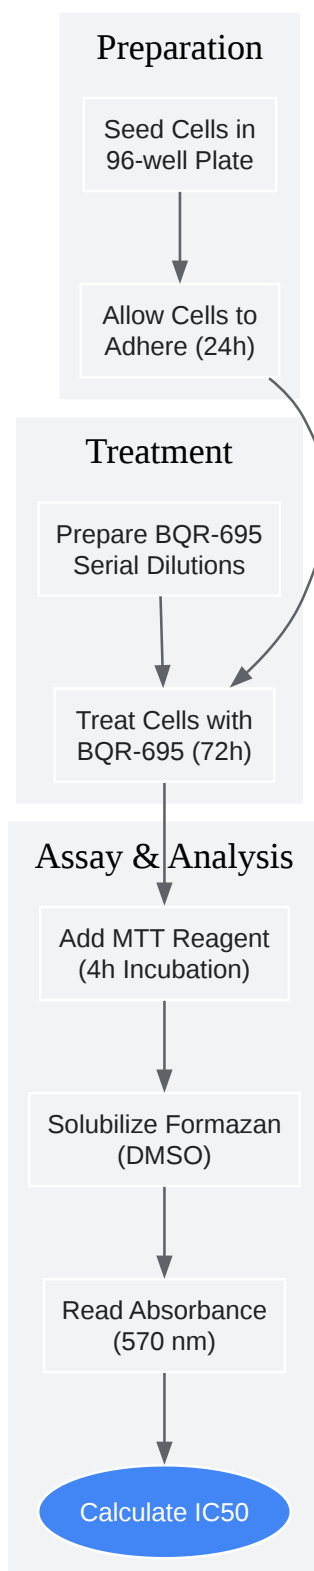 Preparation
Seed Cells in
96-well Plate
Allow Cells to
Adhere (24h)
Treatment
Prepare BQR-695
Serial Dilutions
Treat Cells with
BQR-695 (72h)
Assay & Analysis
Add MTT Reagent
(4h Incubation)
Solubilize Formazan
(DMSO)
Read Absorbance
(570 nm)
Calculate IC50